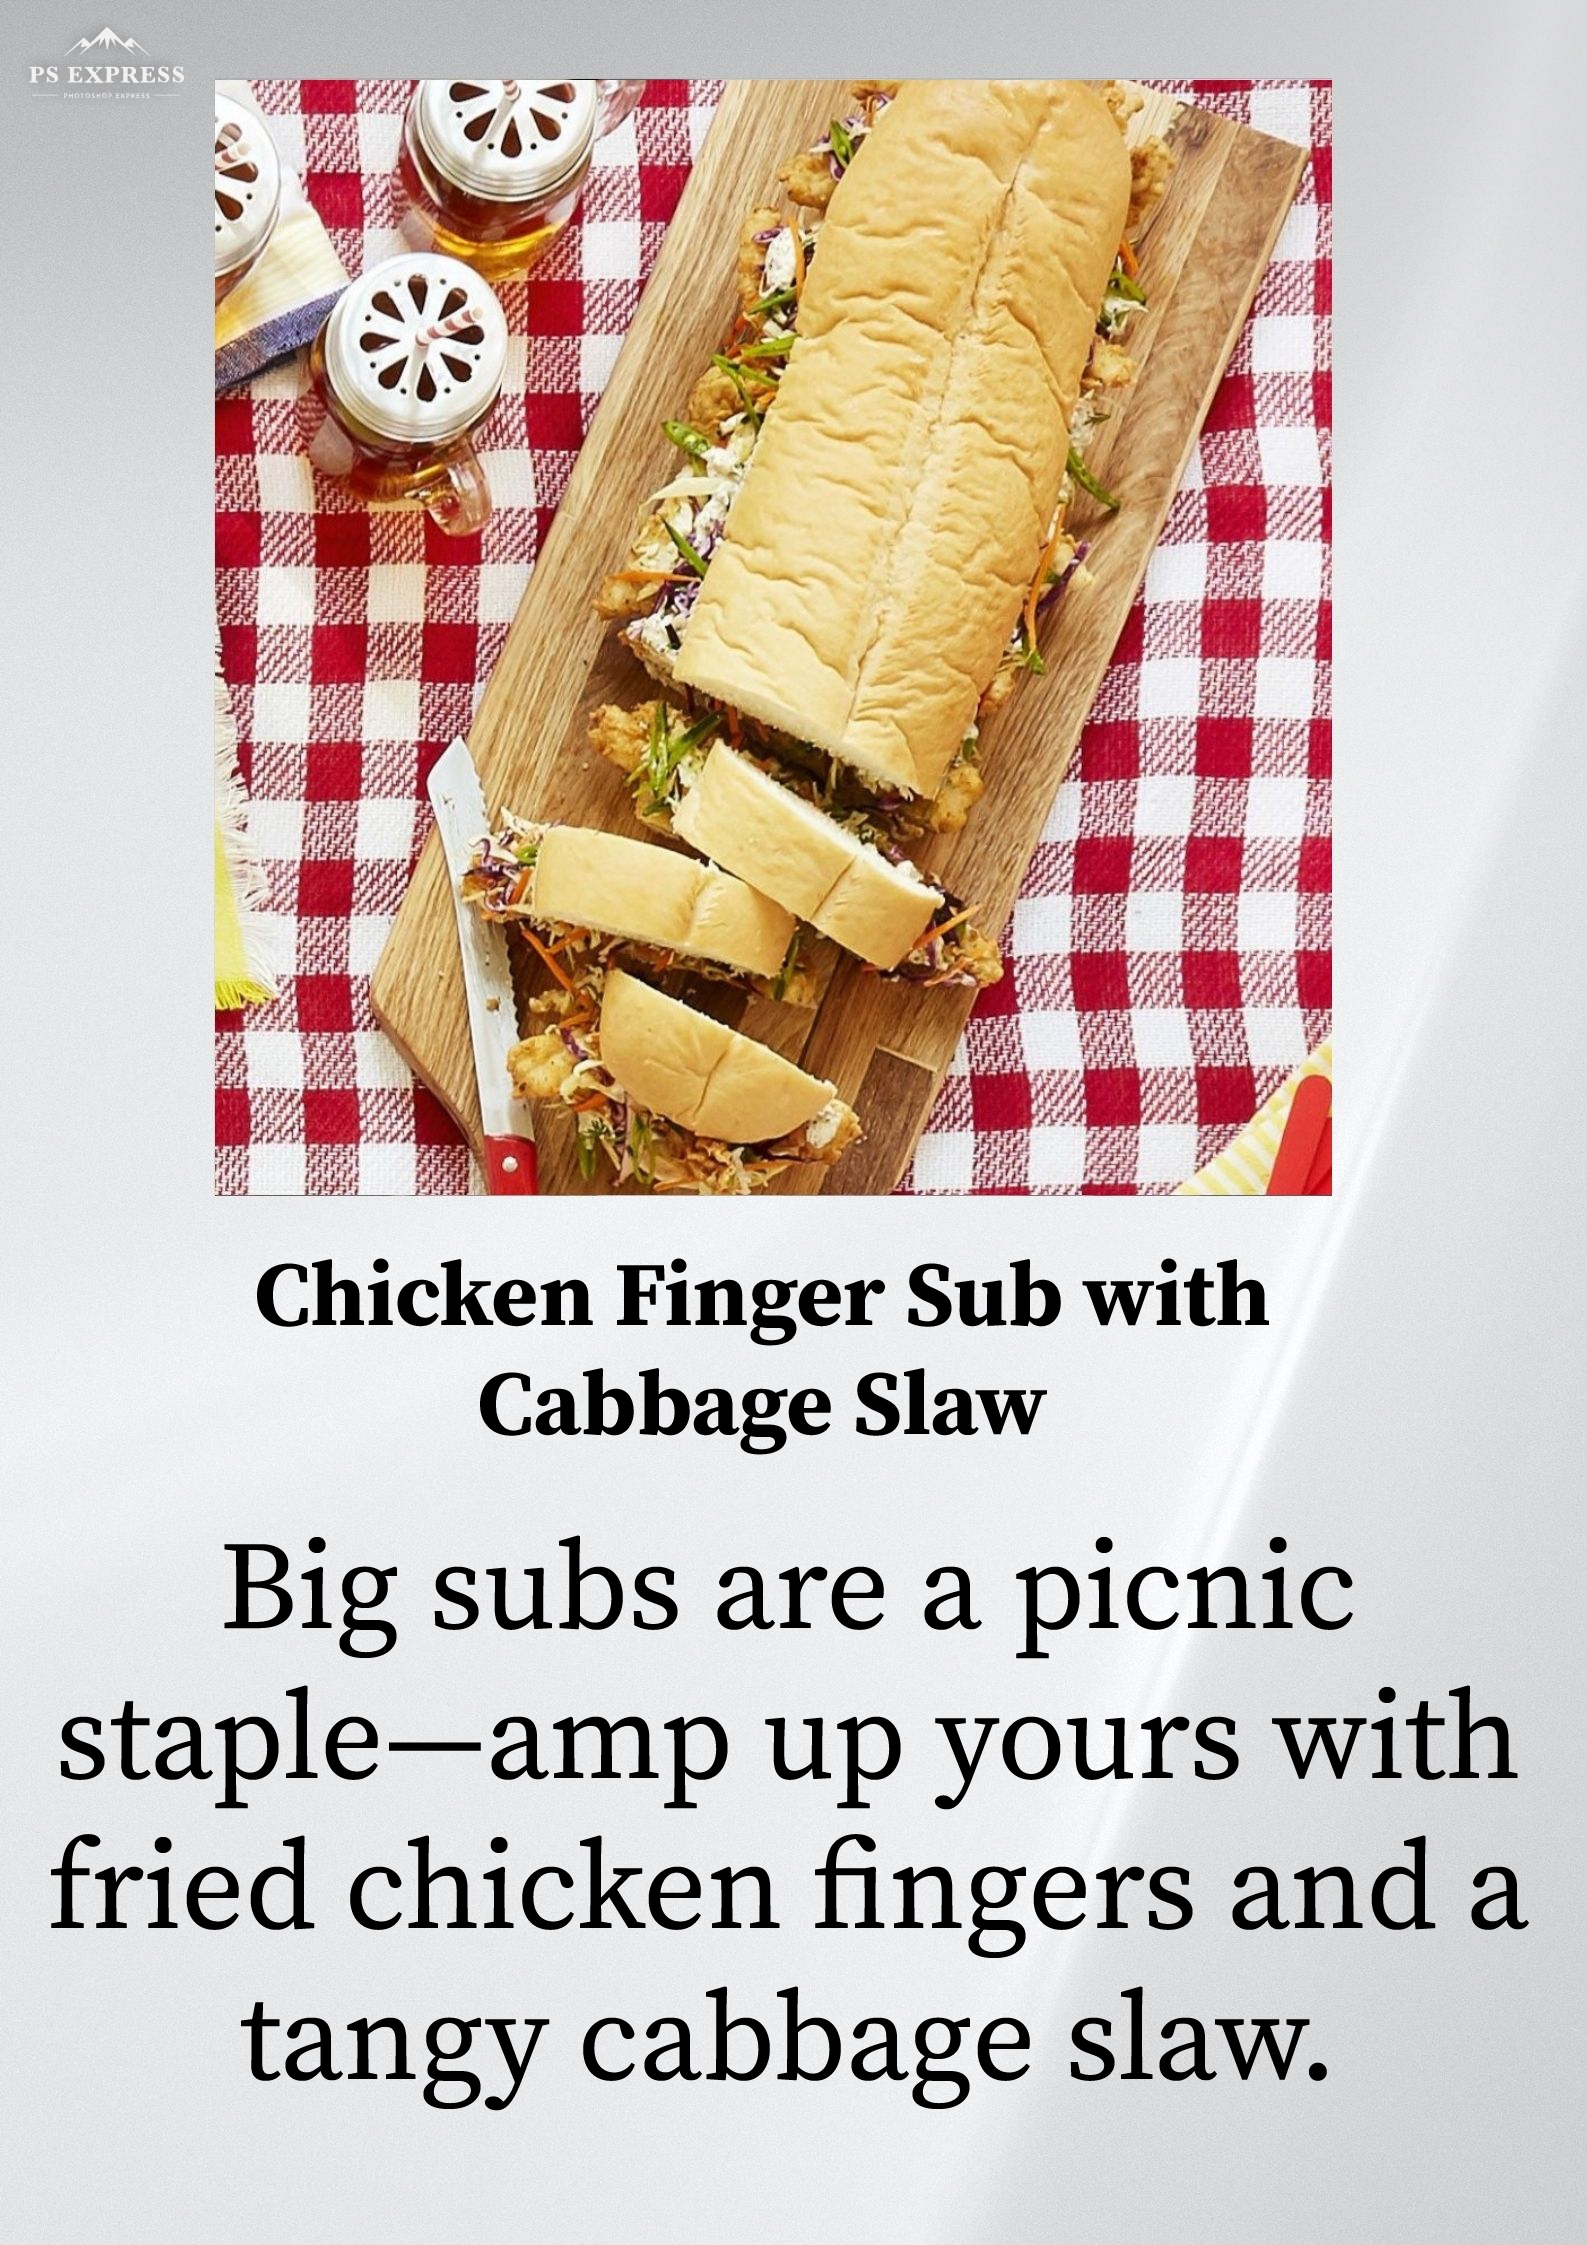 PS EXPRESS
PHOTOSHOP EXPRESS
Chicken Finger Sub with
Cabbage Slaw
Big subs are a picnic
staple—amp up yours with
fried chicken fingers and a
tangy cabbage slaw.